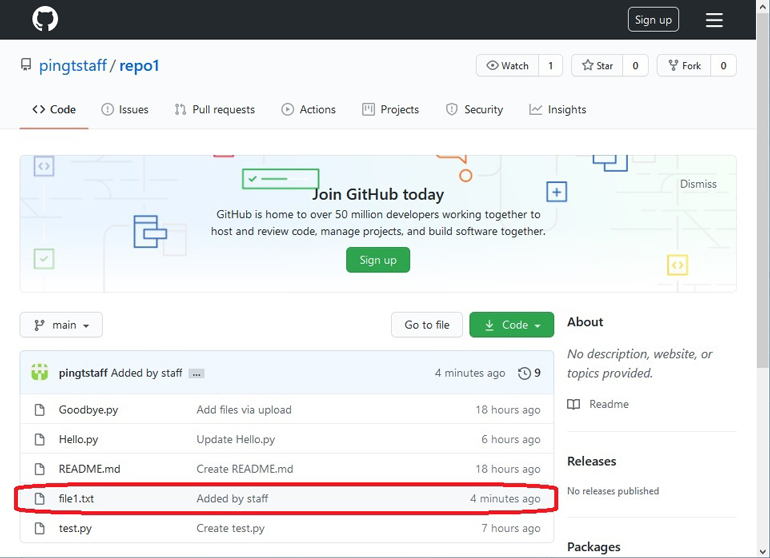 Sign up
pingtstaff / repo1
Watch 1 Star 0 Fork 0
Code Issues Pull requests Actions Projects Security Insights
Join GitHub today
Dismiss
GitHub is home to over 50 million developers working together to
host and review code, manage projects, and build software together.
Sign up
main Go to file Code
pingtstaff Added by staff ... 4 minutes ago 9
Goodbye.py Add files via upload 18 hours ago
Hello.py Update Hello.py 6 hours ago
README.md Create README.md 18 hours ago
file1.txt Added by staff 4 minutes ago
test.py Create test.py 7 hours ago
About
No description, website, or
topics provided.
Readme
Releases
No releases published
Packages